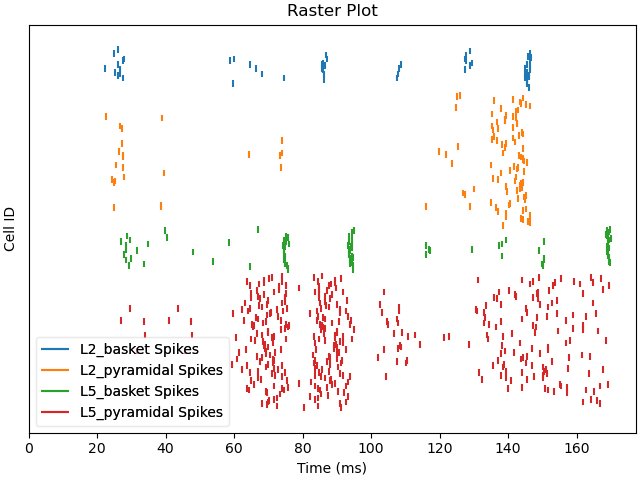 Raster Plot
Cell ID
L2_basket Spikes
L2_pyramidal Spikes
L5_basket Spikes
L5_pyramidal Spikes
0 20 40 60 80 100 120 140 160
Time (ms)